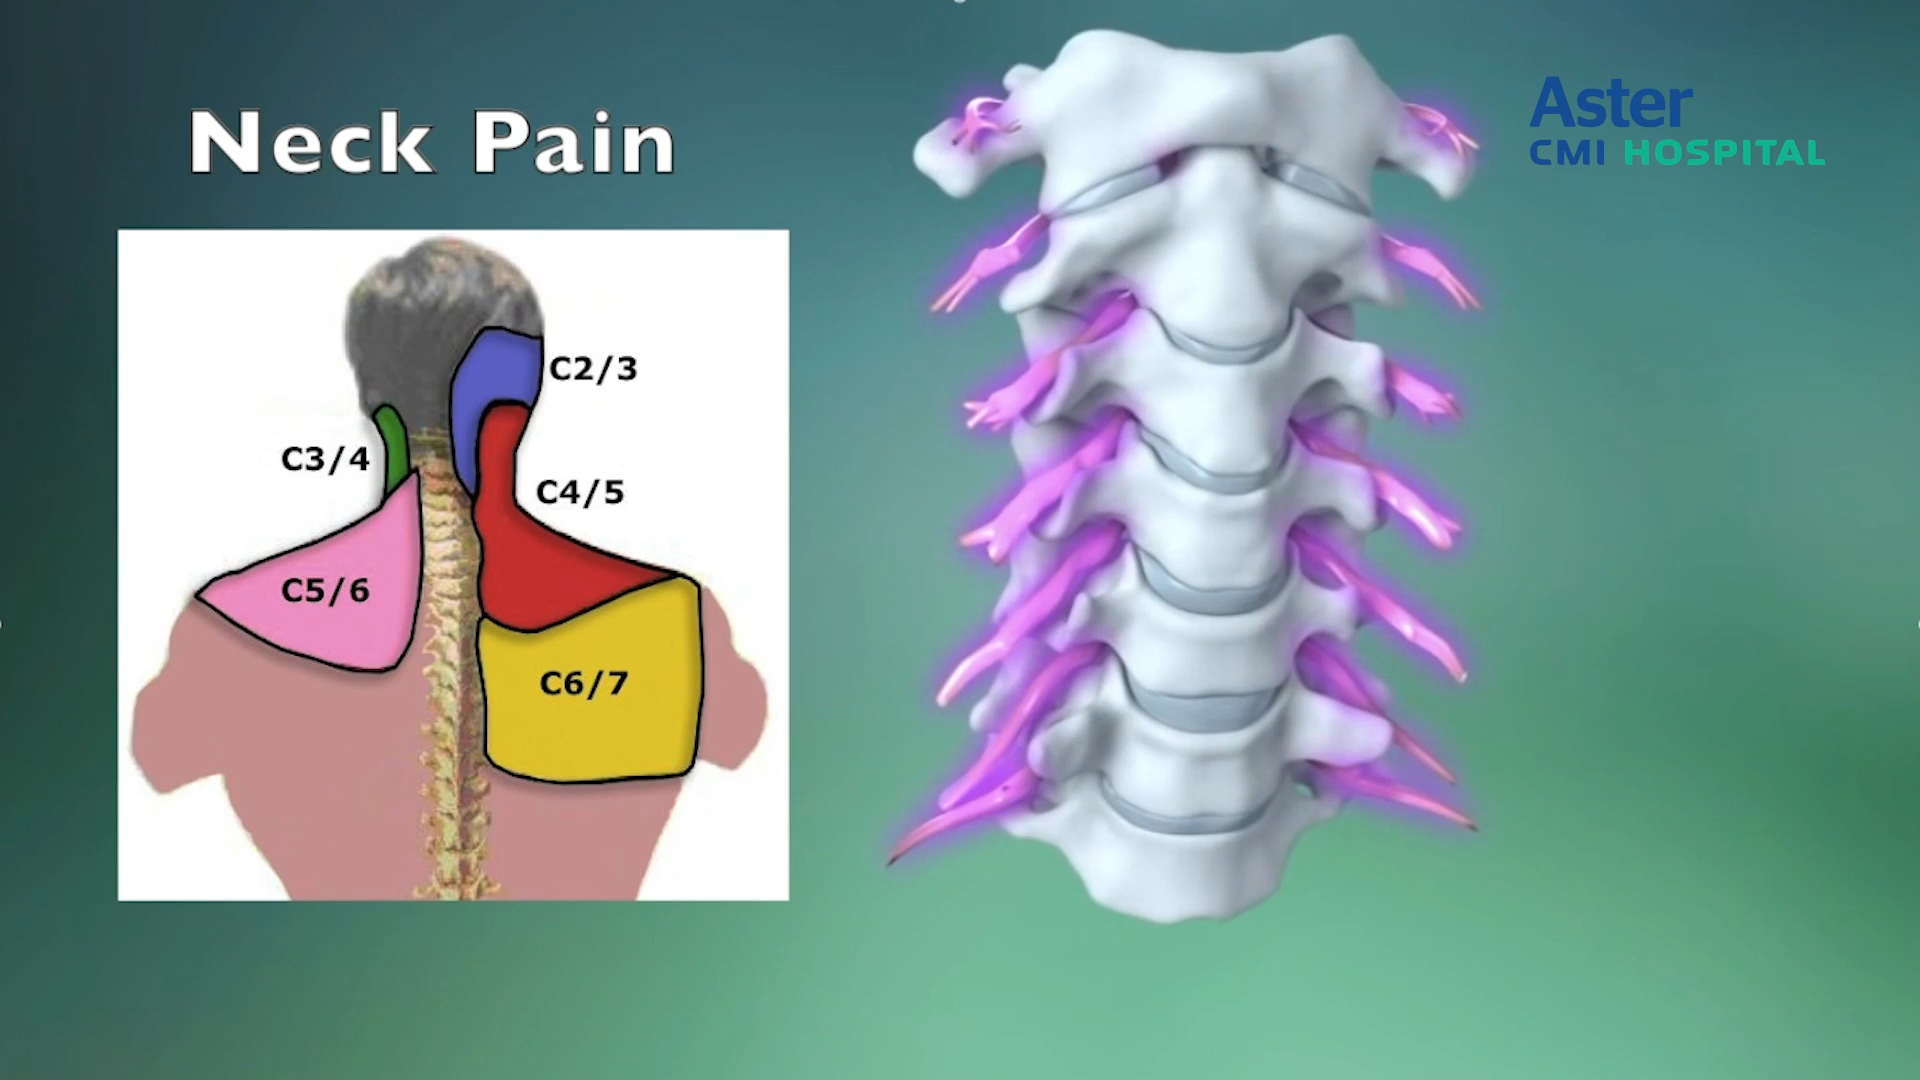 Neck Pain
Aster
CMI HOSPITAL
C2/3
C3/4
C4/5
C5/6
C6/7